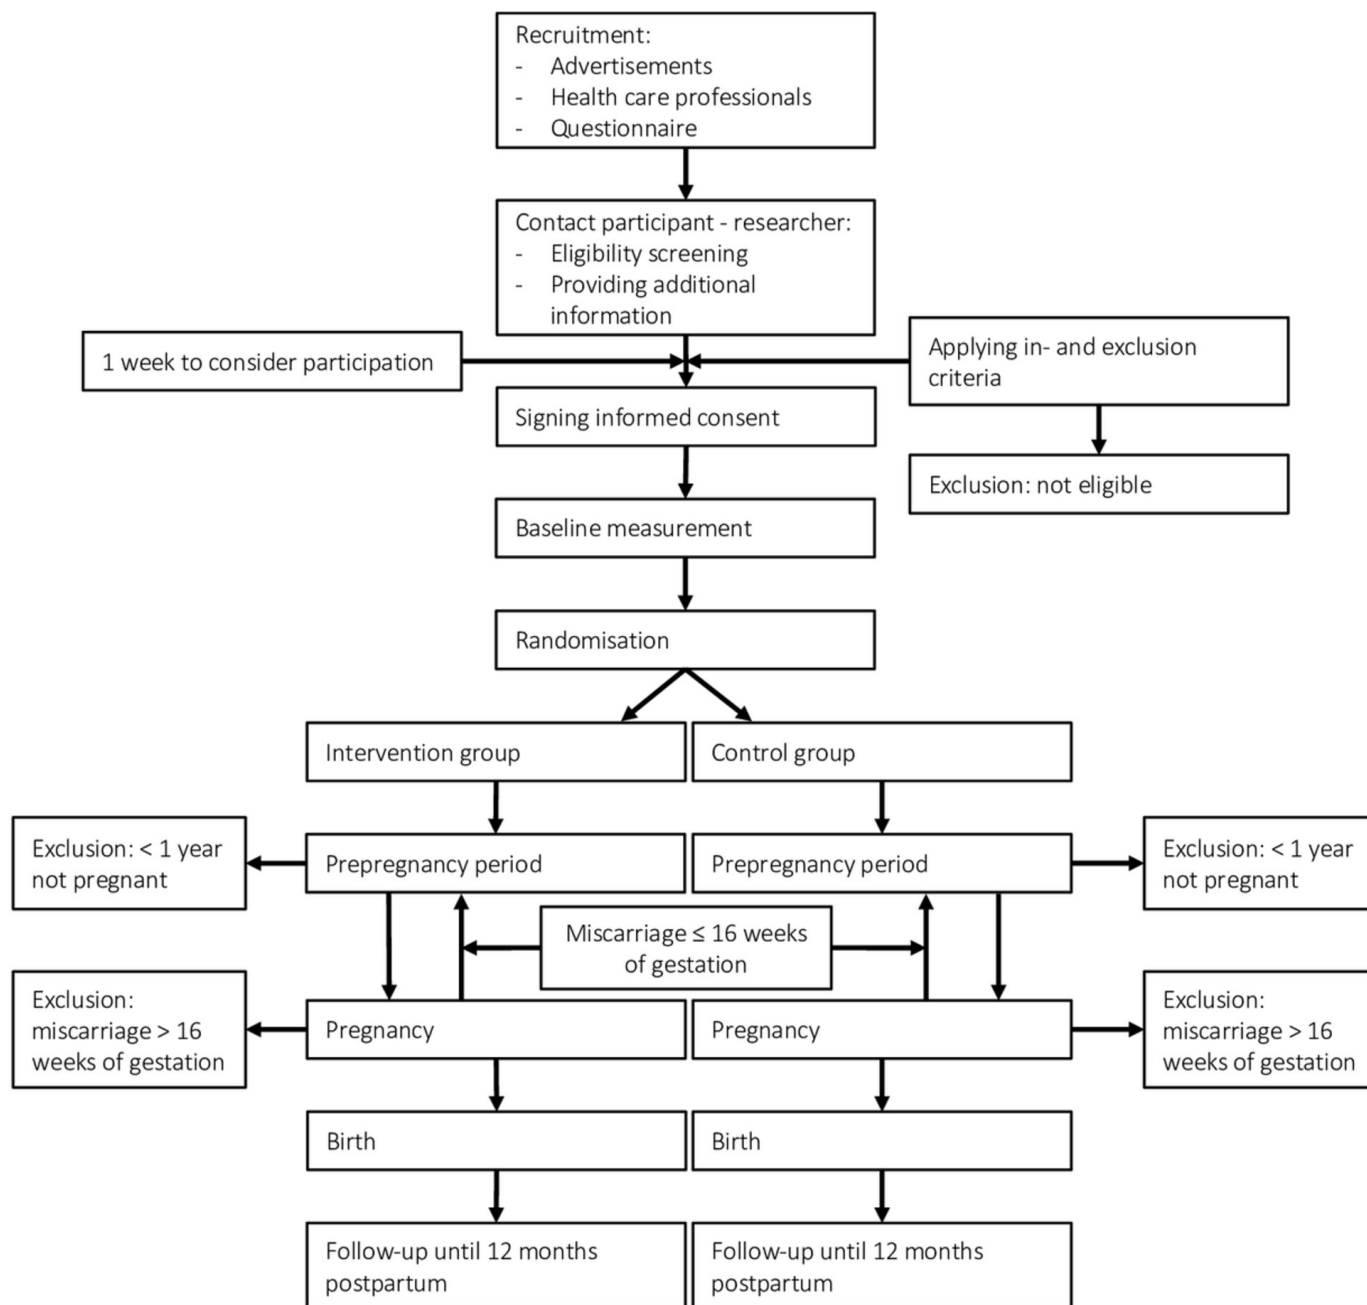 Recruitment:
- Advertisements
- Health care professionals
- Questionnaire
Contact participant - researcher:
- Eligibility screening
- Providing additional
information
1 week to consider participation
Applying in- and exclusion
criteria
Signing informed consent
Exclusion: not eligible
Baseline measurement
Randomisation
Intervention group
Control group
Exclusion: < 1 year
not pregnant
Prepregnancy period
Prepregnancy period
Exclusion: < 1 year
not pregnant
Miscarriage ≤ 16 weeks
of gestation
Exclusion:
miscarriage > 16
weeks of gestation
Pregnancy
Pregnancy
Exclusion:
miscarriage > 16
weeks of gestation
Birth
Birth
Follow-up until 12 months
postpartum
Follow-up until 12 months
postpartum